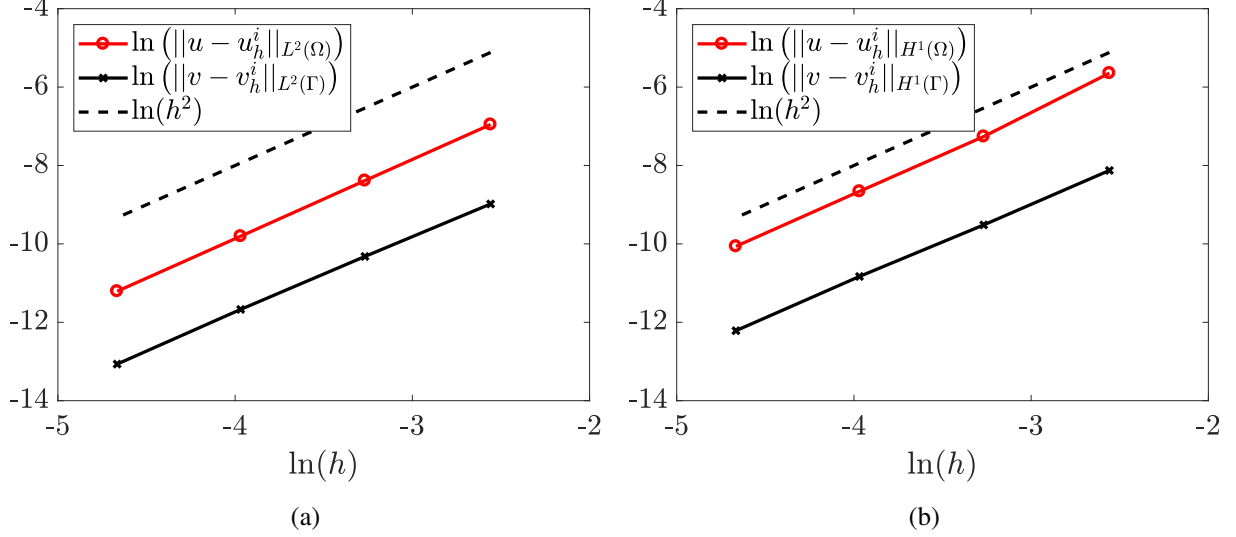 -4
-6
-8
-10
-12
-14
-5
-4
-3
-2
ln (||u − u_h^i||_{L²(Ω)})
ln (||v − v_h^i||_{L²(Γ)})
ln(h²)
ln(h)
(a)
-4
-6
-8
-10
-12
-14
-5
-4
-3
-2
ln (||u − u_h^i||_{H¹(Ω)})
ln (||v − v_h^i||_{H¹(Γ)})
ln(h²)
ln(h)
(b)